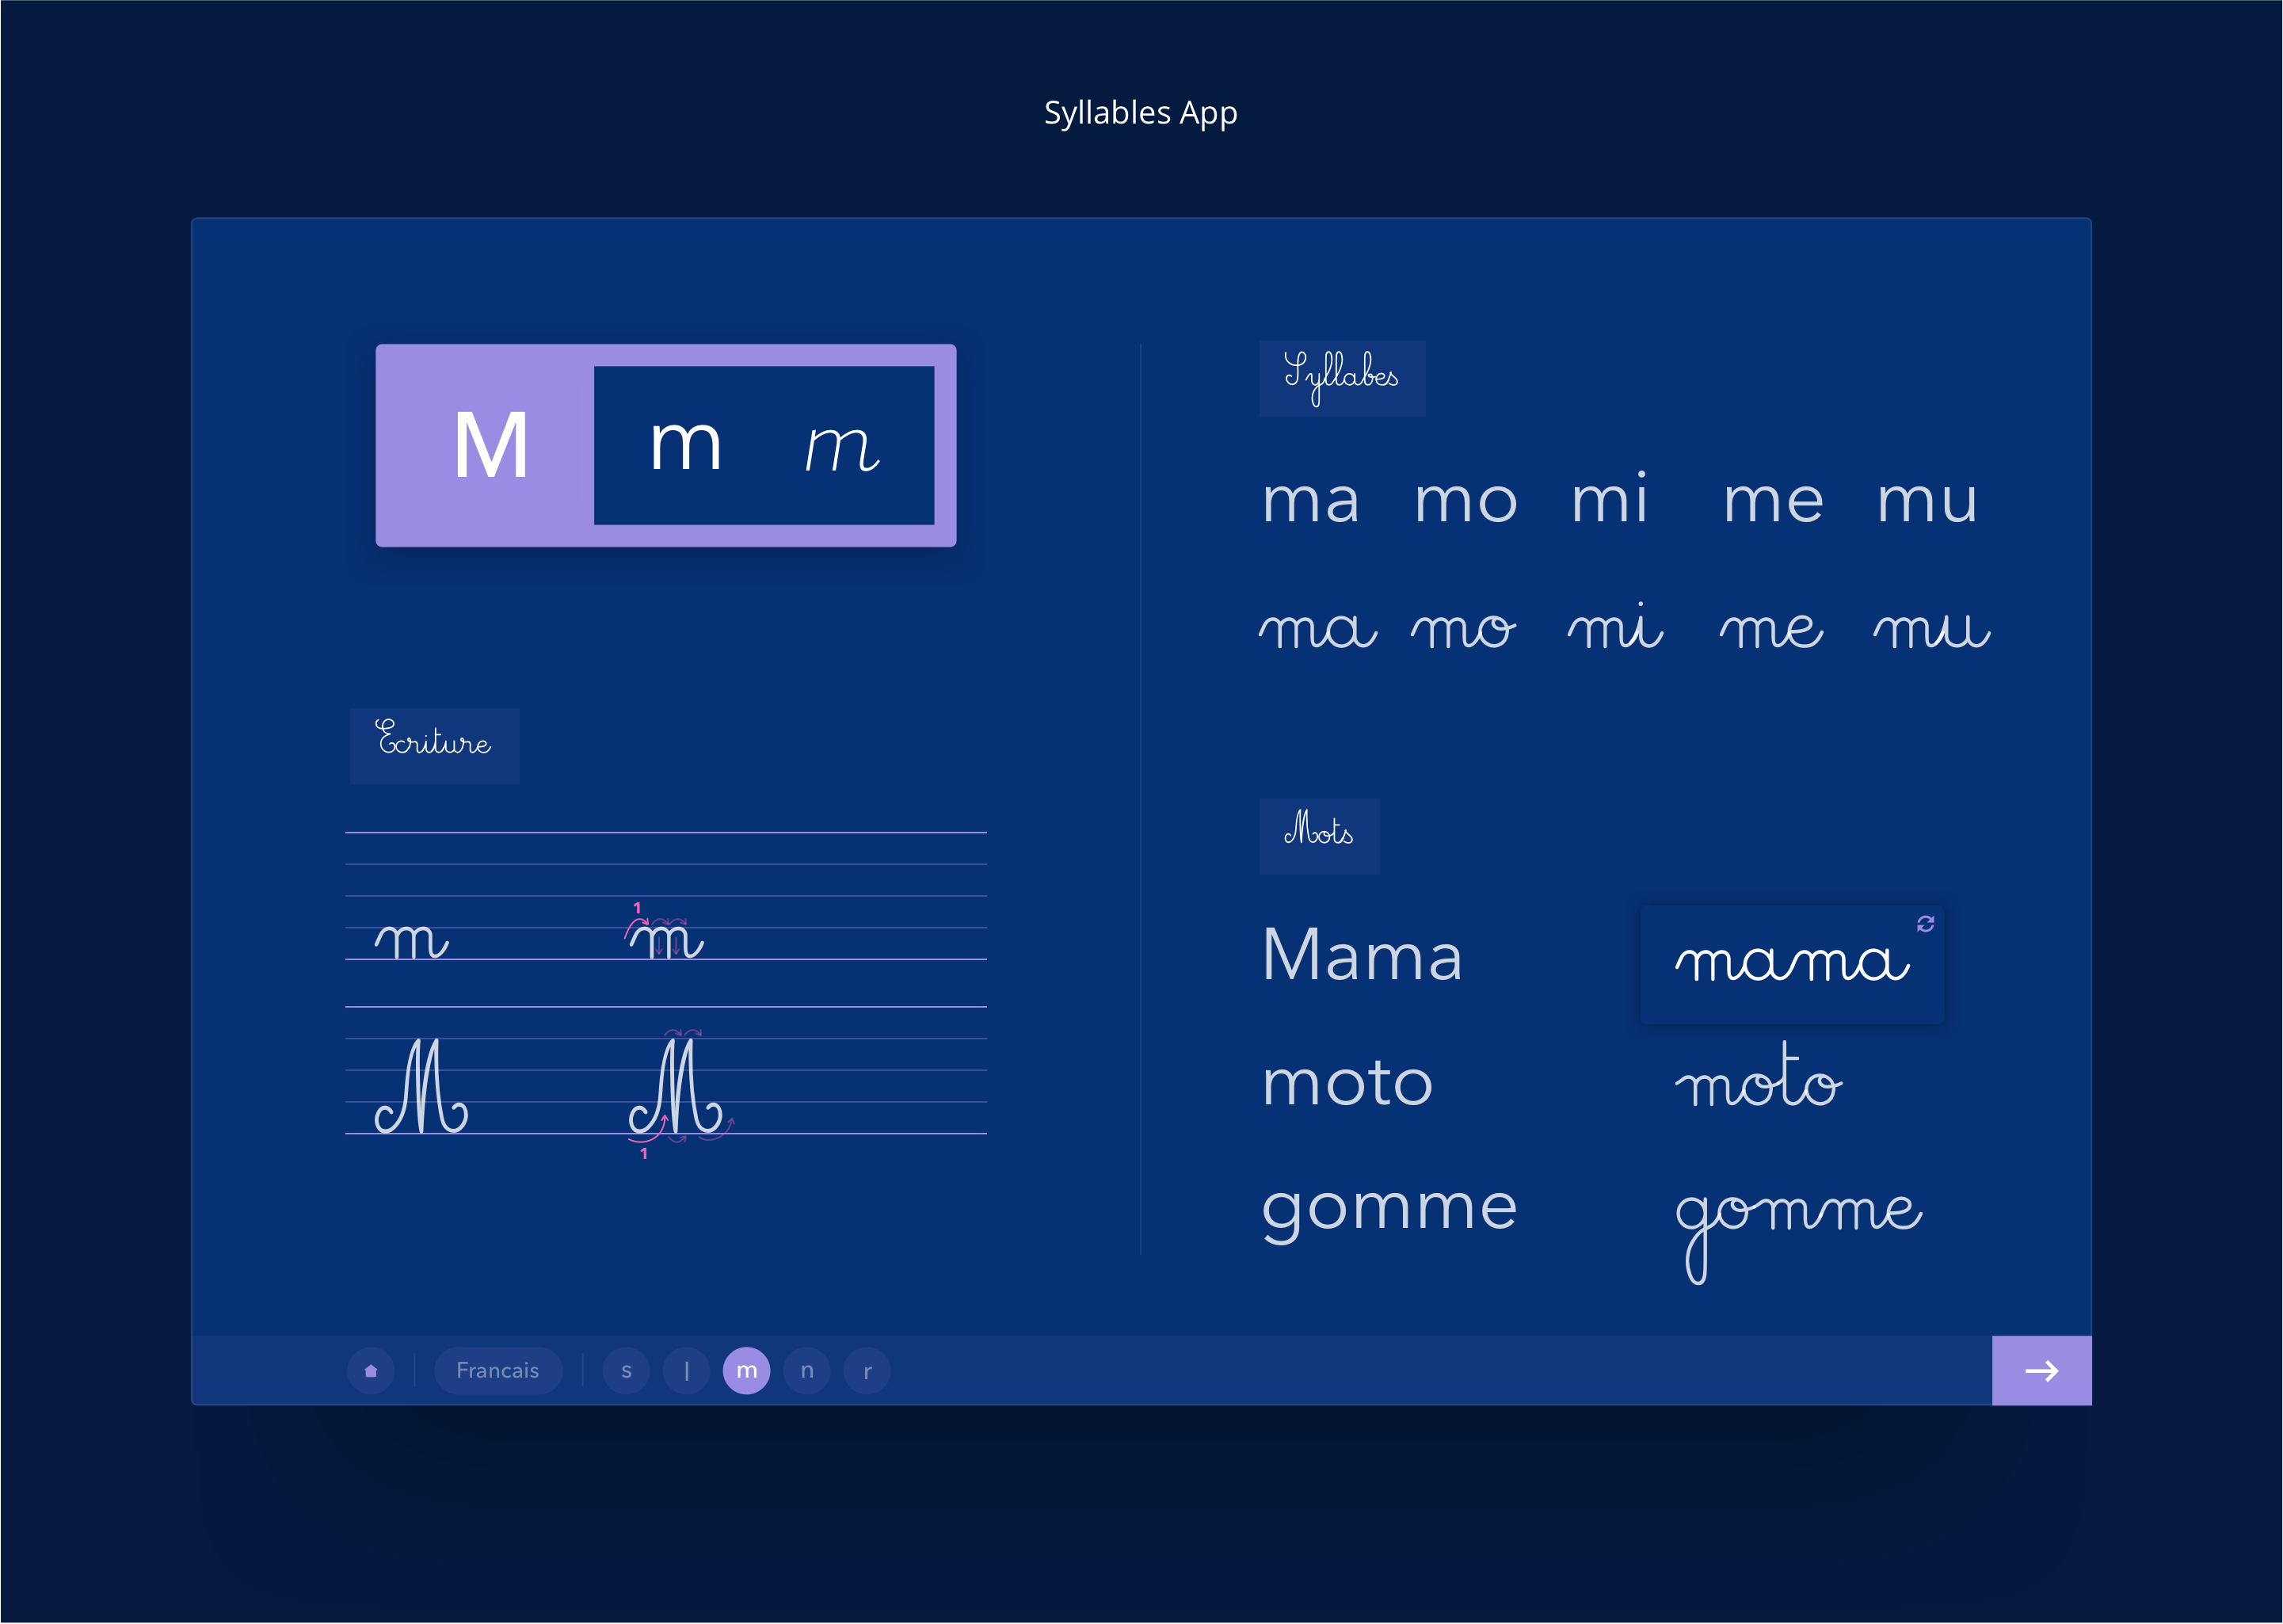 Syllables App
M m m
Ecriture
m 1 m
M M
1
Syllabes
ma mo mi me mu
ma mo mi me mu
Mots
Mama mama
moto moto
gomme gomme
Francais s l m n r